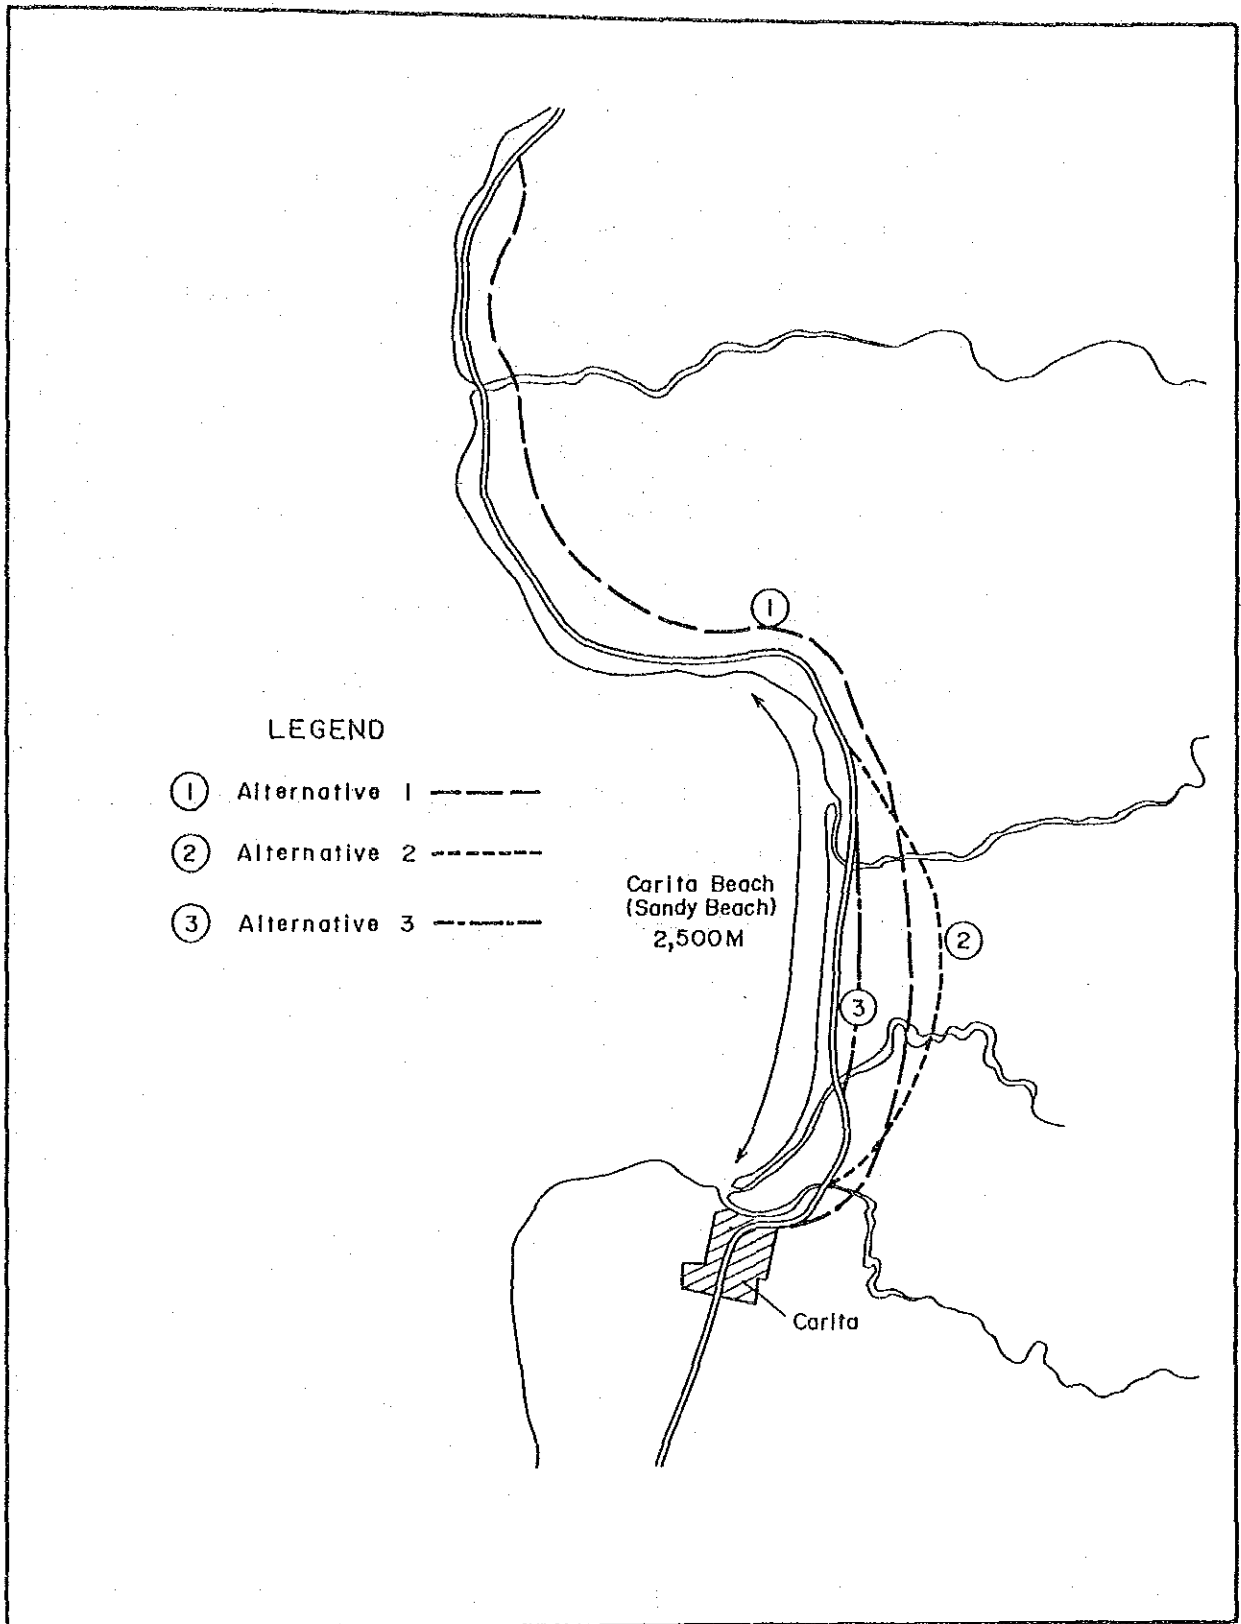 1
LEGEND
1 Alternative 1
2 Alternative 2
3 Alternative 3
Carita Beach
(Sandy Beach)
2,500M
2
3
Carita